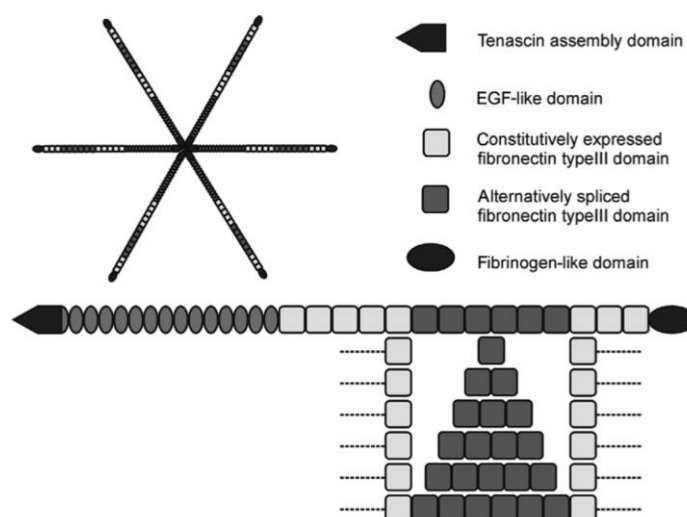 Tenascin assembly domain
EGF-like domain
Constitutively expressed
fibronectin typeIII domain
Alternatively spliced
fibronectin typeIII domain
Fibrinogen-like domain